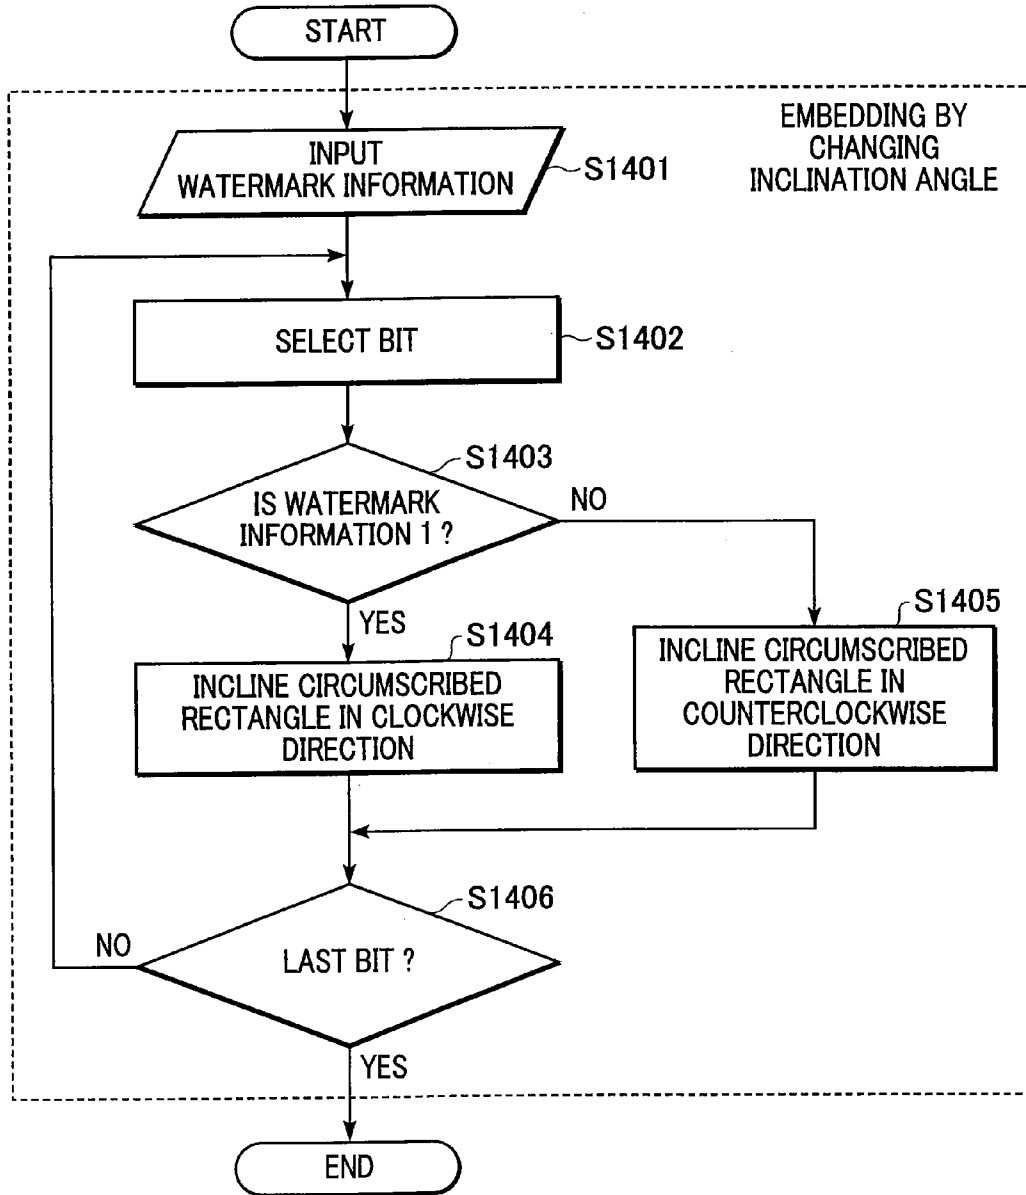 START
EMBEDDING BY
CHANGING
INCLINATION ANGLE
INPUT
WATERMARK INFORMATION
S1401
SELECT BIT
S1402
S1403
IS WATERMARK
INFORMATION 1 ?
NO
YES
S1404
INCLINE CIRCUMSCRIBED
RECTANGLE IN CLOCKWISE
DIRECTION
S1405
INCLINE CIRCUMSCRIBED
RECTANGLE IN
COUNTERCLOCKWISE
DIRECTION
S1406
LAST BIT ?
NO
YES
END